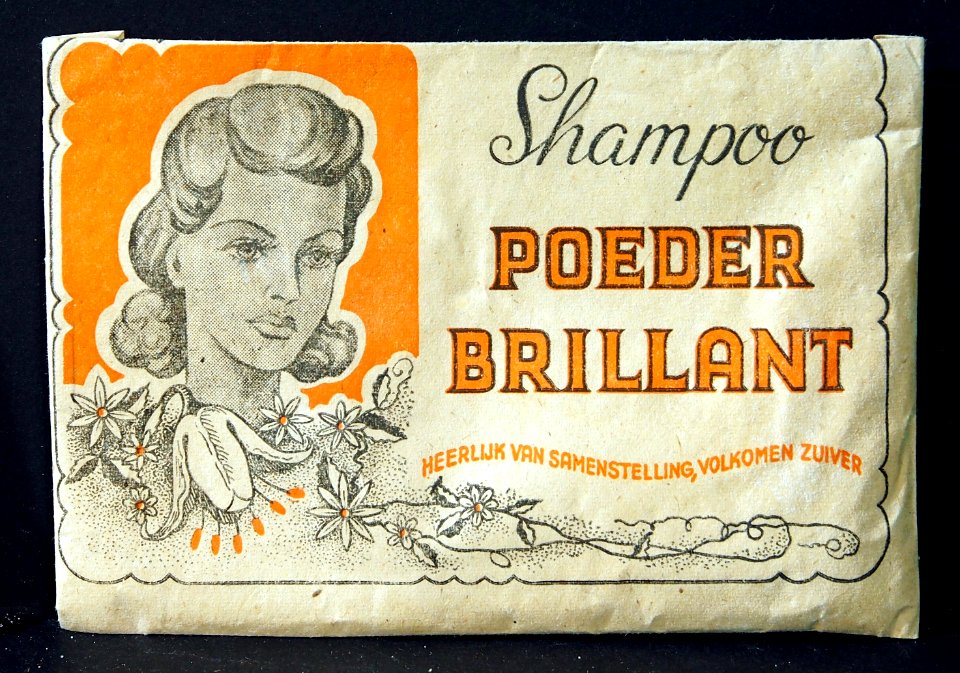 Shampoo
POEDER
BRILLANT
HEERLIJK VAN SAMENSTELLING, VOLKOMEN ZUIVER